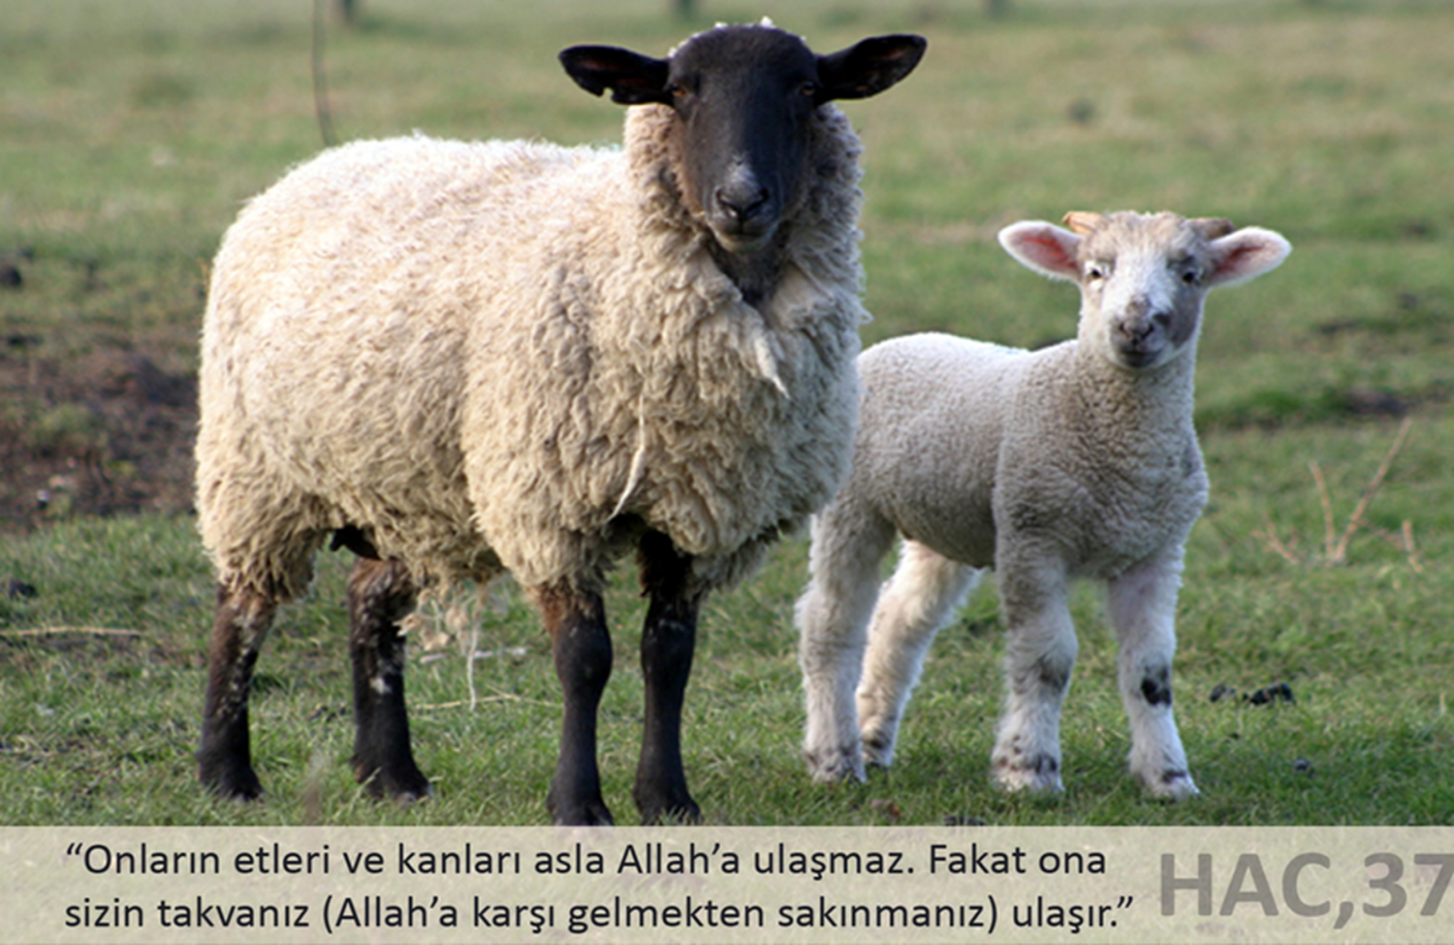 “Onların etleri ve kanları asla Allah’a ulaşmaz. Fakat ona
sizin takvanız (Allah’a karşı gelmekten sakınmanız) ulaşır.”
HAC,37